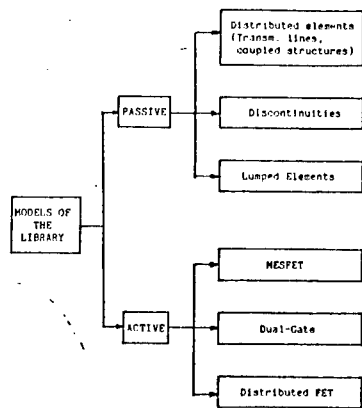 Distributed elements
(Transm. lines,
coupled structures)
PASSIVE
Discontinuities
Lumped Elements
MODELS OF
THE
LIBRARY
MESFET
ACTIVE
Dual-Gate
Distributed FET